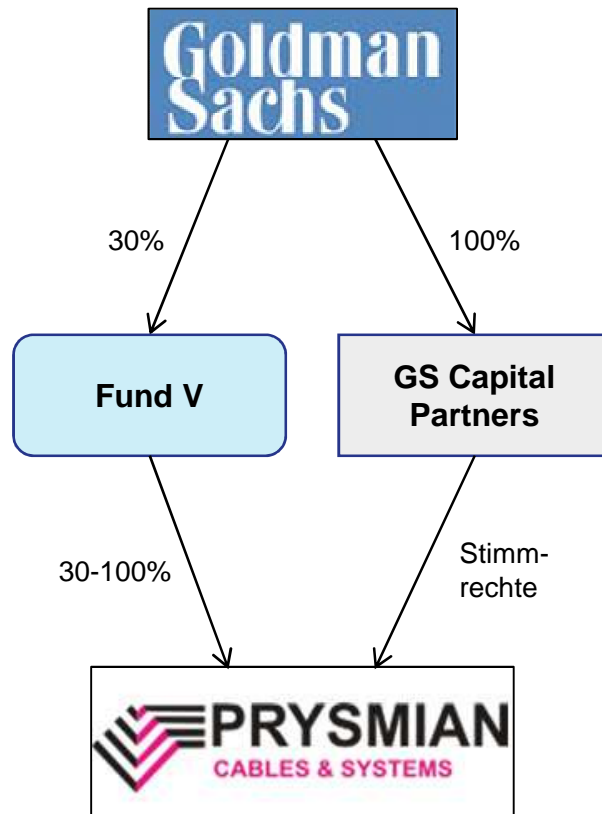 Goldman
Sachs
30%
100%
Fund V
GS Capital
Partners
30-100%
Stimm-
rechte
PRYSMIAN
CABLES & SYSTEMS